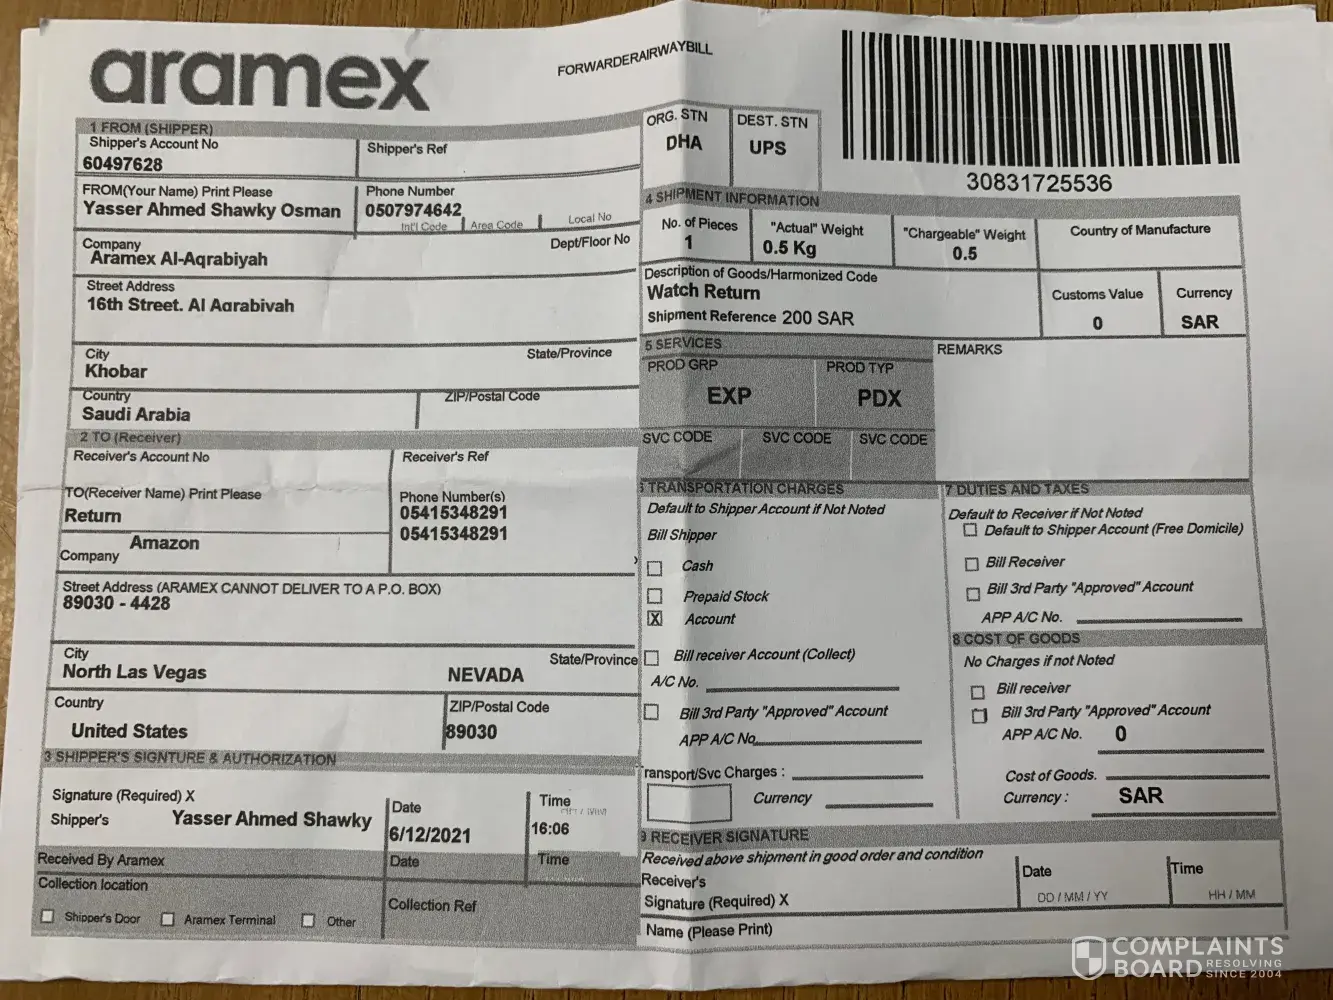 aramex
FORWARDERAIRWAYBILL
30831725536
1 FROM (SHIPPER)
Shipper's Account No
60497628
Shipper's Ref
FROM(Your Name) Print Please
Yasser Ahmed Shawky Osman
Phone Number
0507974642
Int'l Code Area Code Local No
Company
Aramex Al-Aqrabiyah
Dept/Floor No
Street Address
16th Street. Al Aqrabiyah
City
Khobar
State/Province
Country
Saudi Arabia
ZIP/Postal Code
2 TO (Receiver)
Receiver's Account No
Receiver's Ref
TO(Receiver Name) Print Please
Return
Phone Number(s)
05415348291
05415348291
Amazon
Company
Street Address (ARAMEX CANNOT DELIVER TO A P.O. BOX)
89030 - 4428
City
North Las Vegas
State/Province
NEVADA
Country
United States
ZIP/Postal Code
89030
3 SHIPPER'S SIGNTURE & AUTHORIZATION
Signature (Required) X
Shipper's
Yasser Ahmed Shawky
Date
6/12/2021
Time
16:06
Received By Aramex
Date
Time
Collection location
Shipper's Door
Aramex Terminal
Other
Collection Ref
ORG. STN
DHA
DEST. STN
UPS
4 SHIPMENT INFORMATION
No. of Pieces
1
"Actual" Weight
0.5 Kg
"Chargeable" Weight
0.5
Country of Manufacture
Description of Goods/Harmonized Code
Watch Return
Shipment Reference 200 SAR
Customs Value
0
Currency
SAR
5 SERVICES
PROD GRP
EXP
PROD TYP
PDX
SVC CODE SVC CODE SVC CODE
REMARKS
6 TRANSPORTATION CHARGES
Default to Shipper Account if Not Noted
Bill Shipper
Cash
Prepaid Stock
X Account
Bill receiver Account (Collect)
A/C No.
Bill 3rd Party "Approved" Account
APP A/C No
ransport/Svc Charges :
Currency
7 DUTIES AND TAXES
Default to Receiver if Not Noted
Default to Shipper Account (Free Domicile)
Bill Receiver
Bill 3rd Party "Approved" Account
APP A/C No.
8 COST OF GOODS
No Charges if not Noted
Bill receiver
Bill 3rd Party "Approved" Account
APP A/C No. 0
Cost of Goods.
Currency : SAR
9 RECEIVER SIGNATURE
Received above shipment in good order and condition
Receiver's
Signature (Required) X
Date
DD / MM / YY
Time
HH / MM
Name (Please Print)
COMPLAINTS
BOARD RESOLVING
SINCE 2004